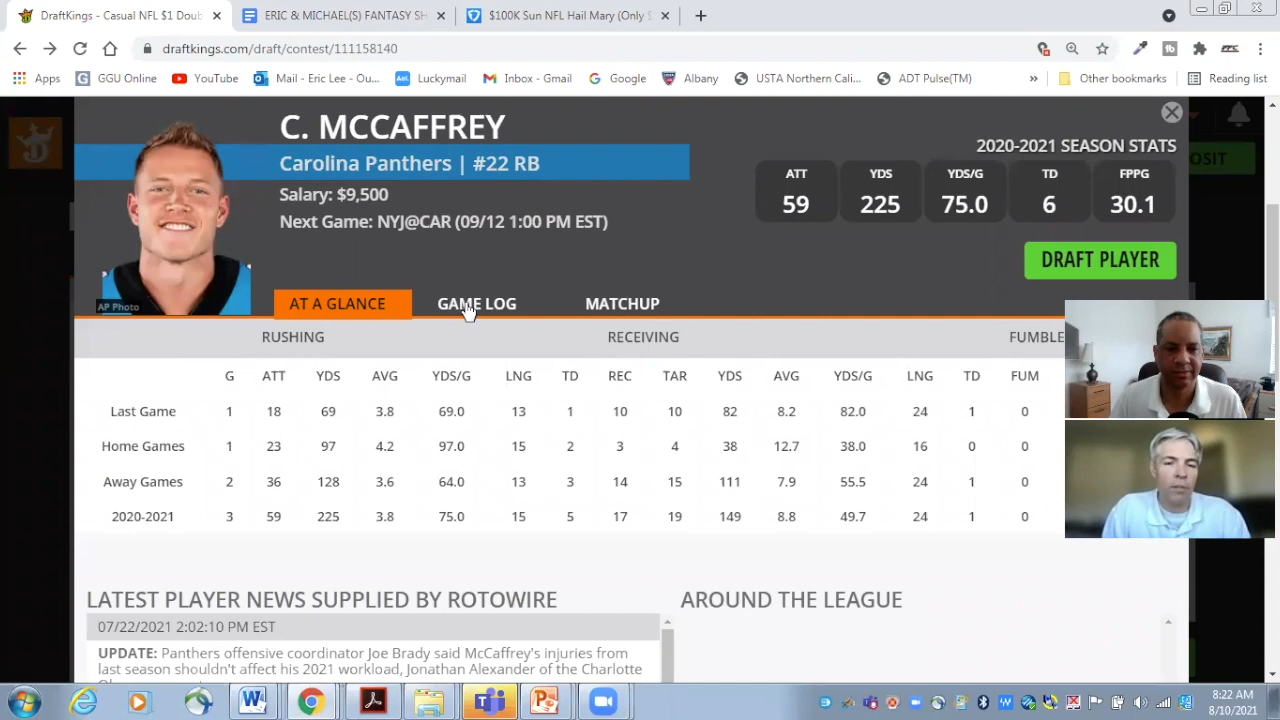 DraftKings - Casual NFL $1 Doub
ERIC & MICHAEL(S) FANTASY SH
$100K Sun NFL Hail Mary (Only $
draftkings.com/draft/contest/111158140
Apps
GGU Online
YouTube
Mail - Eric Lee - Ou...
Luckymail
Inbox - Gmail
Google
Albany
USTA Northern Cali...
ADT Pulse(TM)
»
Other bookmarks
Reading list
C. MCCAFFREY
Carolina Panthers | #22 RB
Salary: $9,500
Next Game: NYJ@CAR (09/12 1:00 PM EST)
AP Photo
2020-2021 SEASON STATS
ATT YDS YDS/G TD FPPG
59 225 75.0 6 30.1
DRAFT PLAYER
AT A GLANCE GAME LOG MATCHUP
RUSHING RECEIVING FUMBLE
G ATT YDS AVG YDS/G LNG TD REC TAR YDS AVG YDS/G LNG TD FUM
Last Game 1 18 69 3.8 69.0 13 1 10 10 82 8.2 82.0 24 1 0
Home Games 1 23 97 4.2 97.0 15 2 3 4 38 12.7 38.0 16 0 0
Away Games 2 36 128 3.6 64.0 13 3 14 15 111 7.9 55.5 24 1 0
2020-2021 3 59 225 3.8 75.0 15 5 17 19 149 8.8 49.7 24 1 0
LATEST PLAYER NEWS SUPPLIED BY ROTOWIRE
AROUND THE LEAGUE
07/22/2021 2:02:10 PM EST
UPDATE: Panthers offensive coordinator Joe Brady said McCaffrey's injuries from
last season shouldn't affect his 2021 workload, Jonathan Alexander of the Charlotte
8:22 AM
8/10/2021